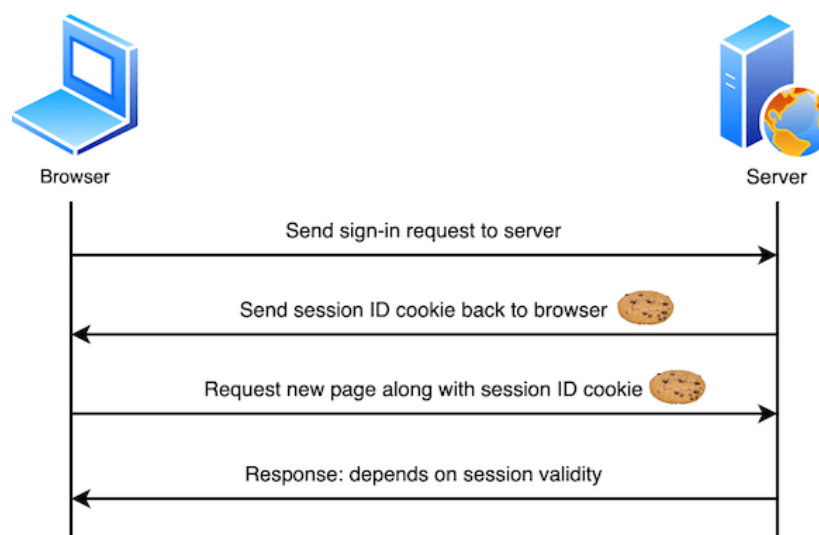 Browser
Server
Send sign-in request to server
Send session ID cookie back to browser
Request new page along with session ID cookie
Response: depends on session validity